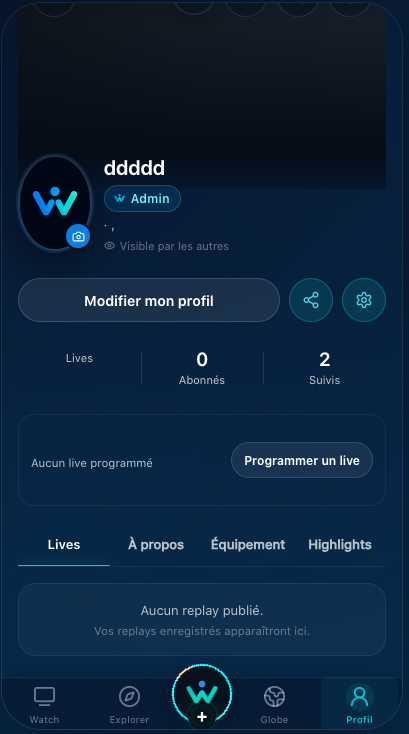 ddddd
Admin
. ,
Visible par les autres
Modifier mon profil
Lives
0
Abonnés
2
Suivis
Aucun live programmé
Programmer un live
Lives
À propos
Équipement
Highlights
Aucun replay publié.
Vos replays enregistrés apparaîtront ici.
Watch
Explorer
Globe
Profil